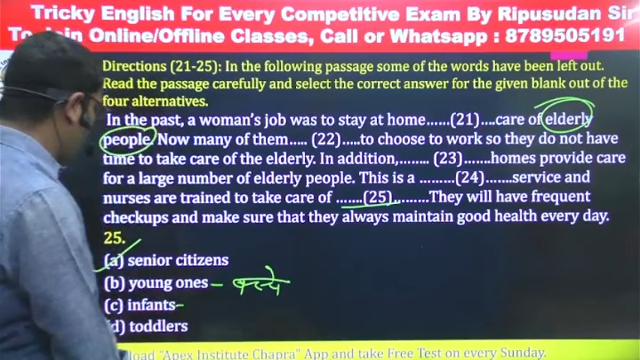 Tricky English For Every Competitive Exam By Ripusudan Sir
To Join Online/Offline Classes, Call or Whatsapp : 8789505191
Directions (21-25): In the following passage some of the words have been left out.
Read the passage carefully and select the correct answer for the given blank out of the
four alternatives.
In the past, a woman's job was to stay at home......(21)....care of elderly
people. Now many of them..... (22).....to choose to work so they do not have
time to take care of the elderly. In addition,....... (23).......homes provide care
for a large number of elderly people. This is a .........(24).......service and
nurses are trained to take care of .......(25)..........They will have frequent
checkups and make sure that they always maintain good health every day.
25.
(a) senior citizens
(b) young ones - बच्चे
(c) infants-
(d) toddlers
load "Apex Institute Chapra" App and take Free Test on every Sunday.